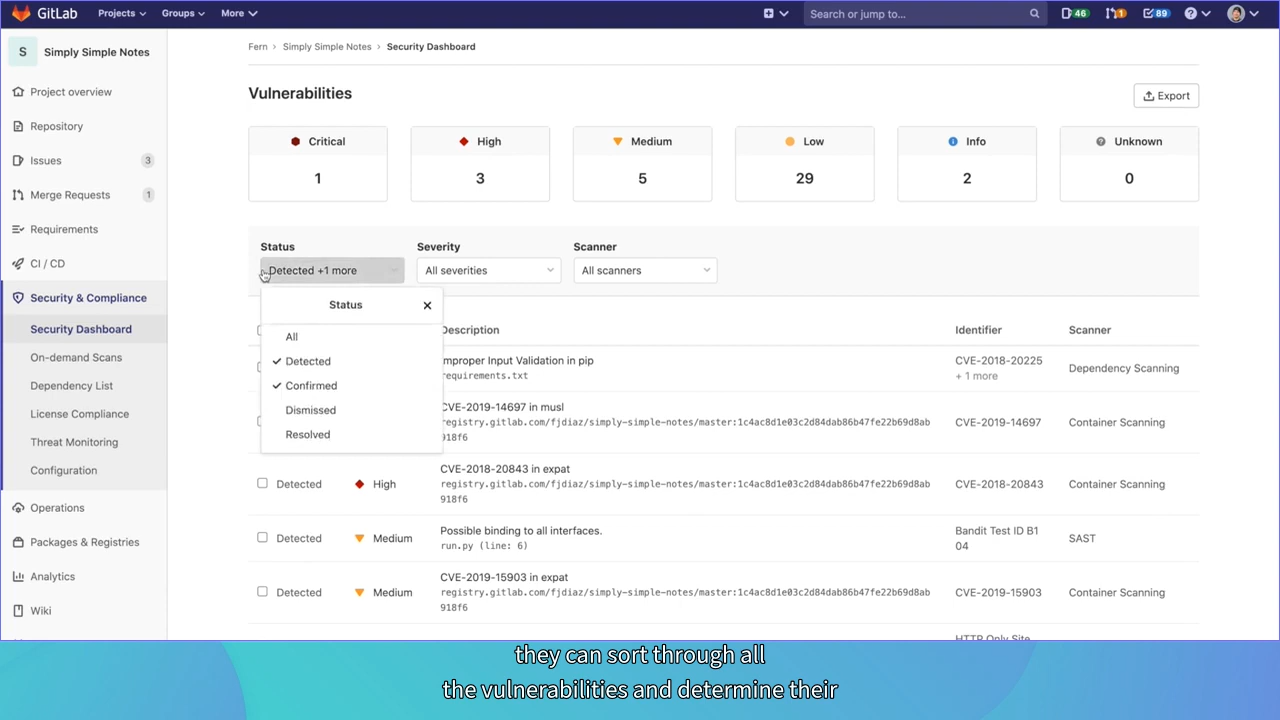 GitLab Projects Groups More Search or jump to... 46 1 89
S Simply Simple Notes
Project overview
Repository
Issues 3
Merge Requests 1
Requirements
CI / CD
Security & Compliance
Security Dashboard
On-demand Scans
Dependency List
License Compliance
Threat Monitoring
Configuration
Operations
Packages & Registries
Analytics
Wiki
Fern › Simply Simple Notes › Security Dashboard
Vulnerabilities
Export
Critical High Medium Low Info Unknown
1 3 5 29 2 0
Status Severity Scanner
Detected +1 more All severities All scanners
Status
All
Detected
Confirmed
Dismissed
Resolved
Description Identifier Scanner
Improper Input Validation in pip CVE-2018-20225 Dependency Scanning
requirements.txt + 1 more
CVE-2019-14697 in musl
registry.gitlab.com/fjdiaz/simply-simple-notes/master:1c4ac8d1e03c2d84dab86b47fe22b69d8ab CVE-2019-14697 Container Scanning
918f6
CVE-2018-20843 in expat
Detected High registry.gitlab.com/fjdiaz/simply-simple-notes/master:1c4ac8d1e03c2d84dab86b47fe22b69d8ab CVE-2018-20843 Container Scanning
918f6
Possible binding to all interfaces. Bandit Test ID B1
Detected Medium run.py (line: 6) 04 SAST
CVE-2019-15903 in expat
Detected Medium registry.gitlab.com/fjdiaz/simply-simple-notes/master:1c4ac8d1e03c2d84dab86b47fe22b69d8ab CVE-2019-15903 Container Scanning
918f6
HTTP Only Site
they can sort through all
the vulnerabilities and determine their